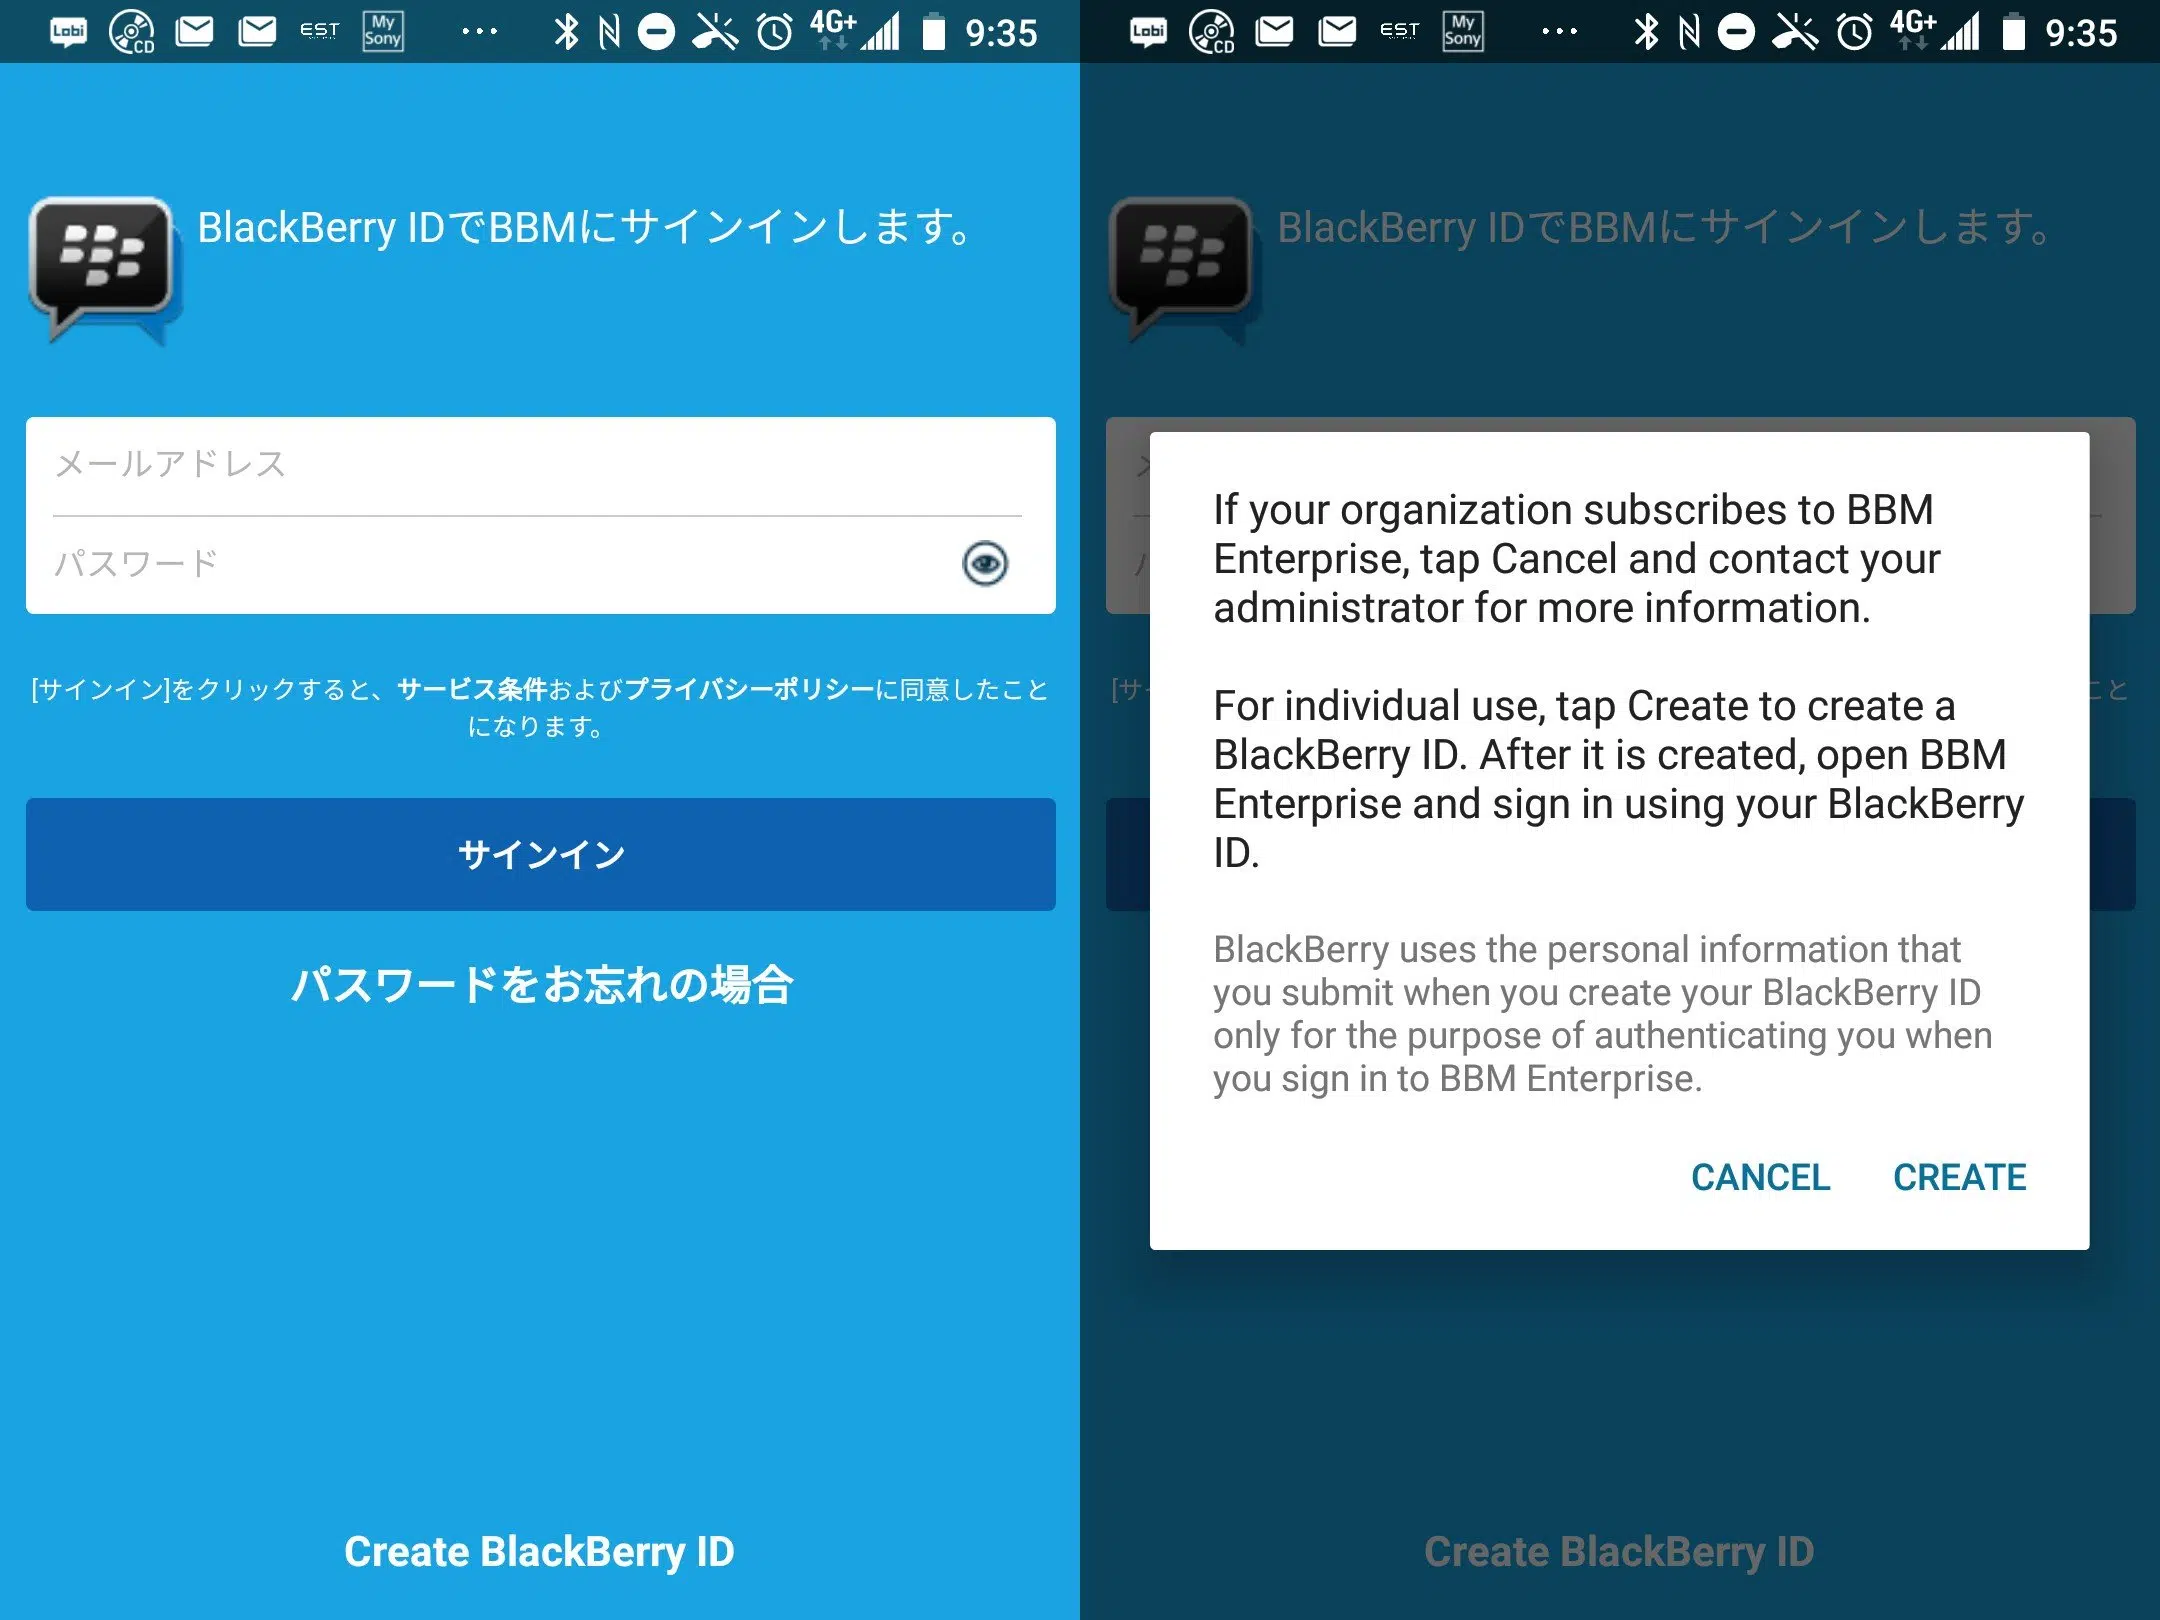 Lobi CD EST My Sony ... 4G+ 9:35
BlackBerry IDでBBMにサインインします。
メールアドレス
パスワード
[サインイン]をクリックすると、サービス条件およびプライバシーポリシーに同意したこと
になります。
サインイン
パスワードをお忘れの場合
Create BlackBerry ID
Lobi CD EST My Sony ... 4G+ 9:35
BlackBerry IDでBBMにサインインします。
If your organization subscribes to BBM
Enterprise, tap Cancel and contact your
administrator for more information.
For individual use, tap Create to create a
BlackBerry ID. After it is created, open BBM
Enterprise and sign in using your BlackBerry
ID.
BlackBerry uses the personal information that
you submit when you create your BlackBerry ID
only for the purpose of authenticating you when
you sign in to BBM Enterprise.
CANCEL CREATE
[サ
こと
Create BlackBerry ID